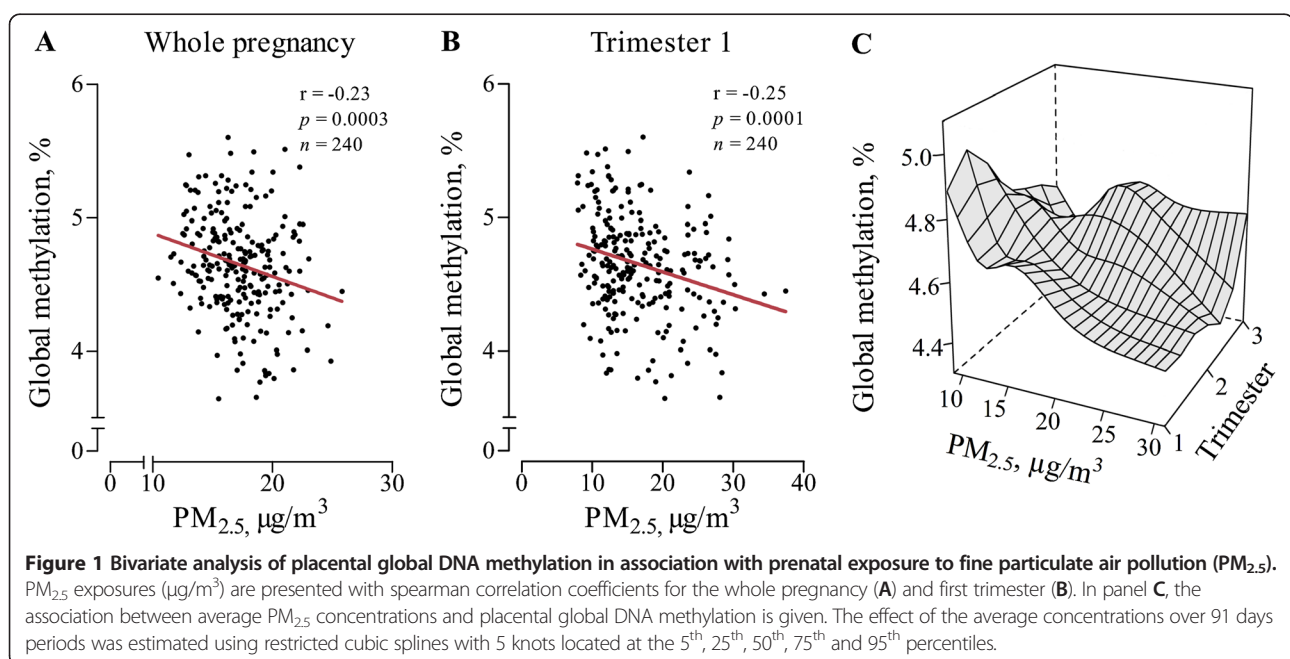 A
Whole pregnancy
r = -0.23
p = 0.0003
n = 240
Global methylation, %
6
5
4
0
0 10 20 30
PM2.5, μg/m³
B
Trimester 1
r = -0.25
p = 0.0001
n = 240
Global methylation, %
6
5
4
0
0 10 20 30 40
PM2.5, μg/m³
C
Global methylation, %
5.0
4.8
4.6
4.4
10 15 20 25 30
PM2.5, μg/m³
1 2 3
Trimester
Figure 1 Bivariate analysis of placental global DNA methylation in association with prenatal exposure to fine particulate air pollution (PM2.5).
PM2.5 exposures (μg/m³) are presented with spearman correlation coefficients for the whole pregnancy (A) and first trimester (B). In panel C, the
association between average PM2.5 concentrations and placental global DNA methylation is given. The effect of the average concentrations over 91 days
periods was estimated using restricted cubic splines with 5 knots located at the 5th, 25th, 50th, 75th and 95th percentiles.